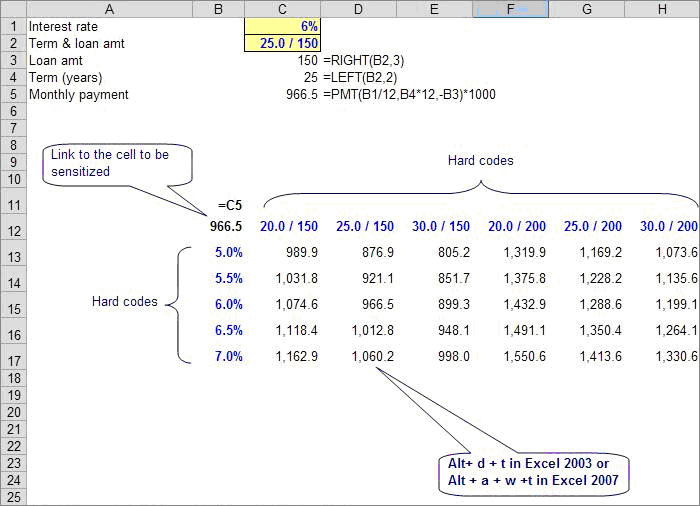 A B C D E F G H
1 Interest rate 6%
2 Term & loan amt 25.0 / 150
3 Loan amt 150 =RIGHT(B2,3)
4 Term (years) 25 =LEFT(B2,2)
5 Monthly payment 966.5 =PMT(B1/12,B4*12,-B3)*1000
6
7
8
9 Link to the cell to be Hard codes
10 sensitized
11 =C5
12 966.5 20.0 / 150 25.0 / 150 30.0 / 150 20.0 / 200 25.0 / 200 30.0 / 200
13 5.0% 989.9 876.9 805.2 1,319.9 1,169.2 1,073.6
14 5.5% 1,031.8 921.1 851.7 1,375.8 1,228.2 1,135.6
15 Hard codes 6.0% 1,074.6 966.5 899.3 1,432.9 1,288.6 1,199.1
16 6.5% 1,118.4 1,012.8 948.1 1,491.1 1,350.4 1,264.1
17 7.0% 1,162.9 1,060.2 998.0 1,550.6 1,413.6 1,330.6
18
19
20
21
22
23 Alt+ d + t in Excel 2003 or
24 Alt + a + w +t in Excel 2007
25